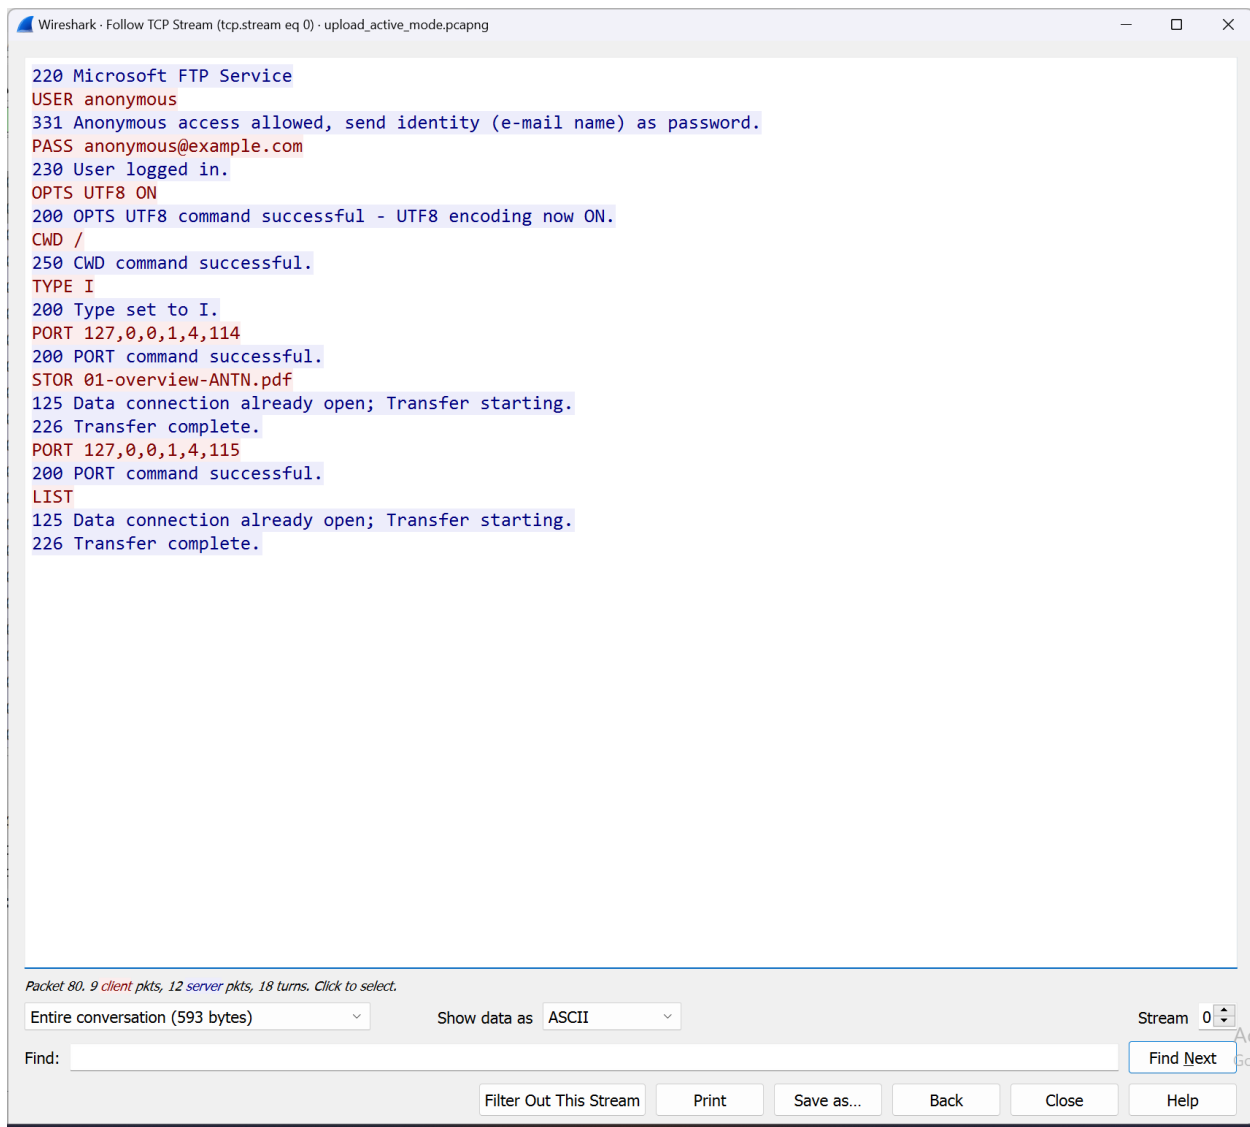 Wireshark · Follow TCP Stream (tcp.stream eq 0) · upload_active_mode.pcapng
220 Microsoft FTP Service
USER anonymous
331 Anonymous access allowed, send identity (e-mail name) as password.
PASS anonymous@example.com
230 User logged in.
OPTS UTF8 ON
200 OPTS UTF8 command successful - UTF8 encoding now ON.
CWD /
250 CWD command successful.
TYPE I
200 Type set to I.
PORT 127,0,0,1,4,114
200 PORT command successful.
STOR 01-overview-ANTN.pdf
125 Data connection already open; Transfer starting.
226 Transfer complete.
PORT 127,0,0,1,4,115
200 PORT command successful.
LIST
125 Data connection already open; Transfer starting.
226 Transfer complete.
Packet 80. 9 client pkts, 12 server pkts, 18 turns. Click to select.
Entire conversation (593 bytes) Show data as ASCII Stream 0
Find: Find Next
Filter Out This Stream Print Save as... Back Close Help